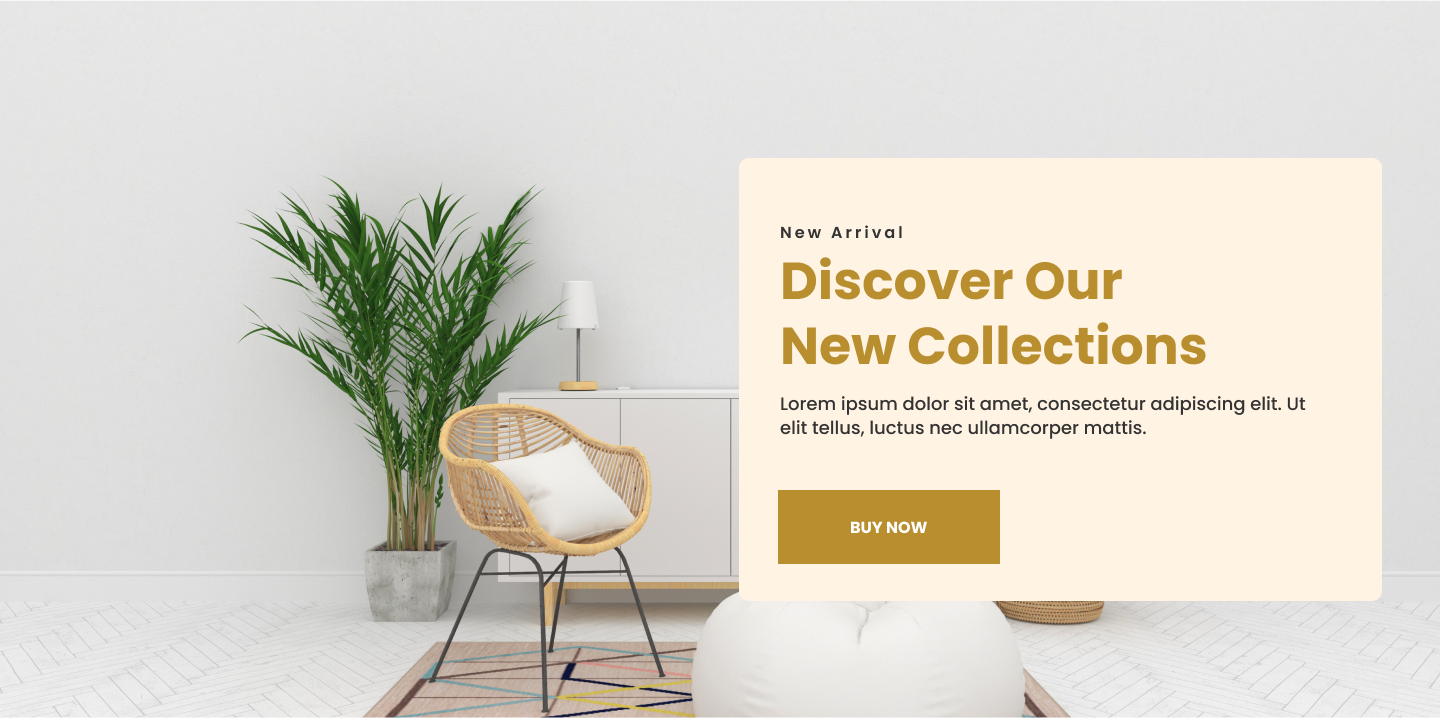 New Arrival
Discover Our
New Collections
Lorem ipsum dolor sit amet, consectetur adipiscing elit. Ut
elit tellus, luctus nec ullamcorper mattis.
BUY NOW